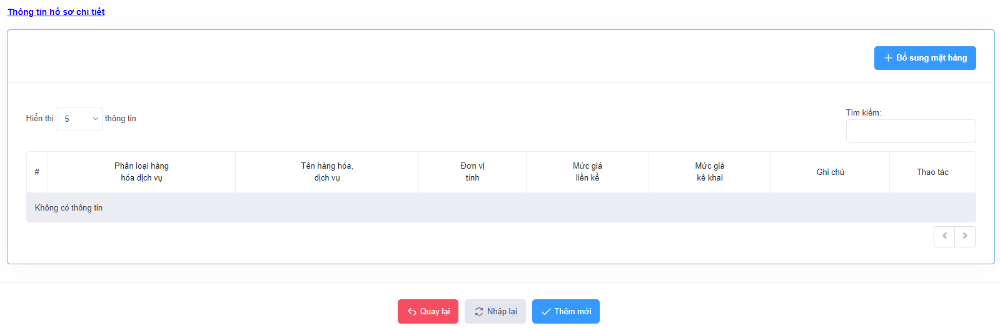 Thông tin hồ sơ chi tiết
Bổ sung mặt hàng
Hiển thị 5 thông tin
Tìm kiếm:
#
Phân loại hàng
hóa dịch vụ
Tên hàng hóa,
dịch vụ
Đơn vị
tính
Mức giá
liền kề
Mức giá
kê khai
Ghi chú
Thao tác
Không có thông tin
Quay lại
Nhập lại
Thêm mới